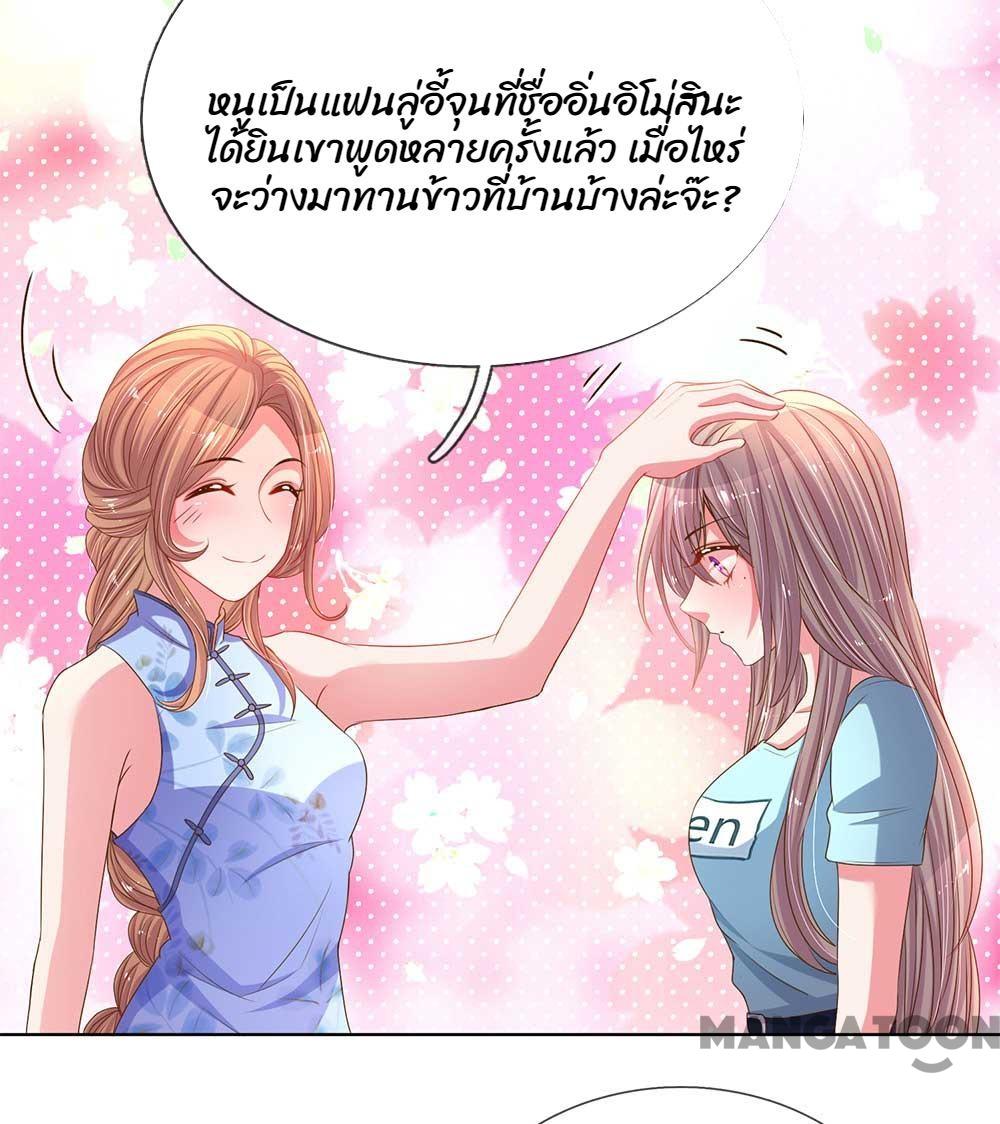 หนูเป็นแฟนลู่อี้จุนที่ชื่ออิ่นอิโม่สินะ
ได้ยินเขาพูดหลายครั้งแล้ว เมื่อไหร่
จะว่างมาทานข้าวที่บ้านบ้างล่ะจ๊ะ?
en
MANGATOON